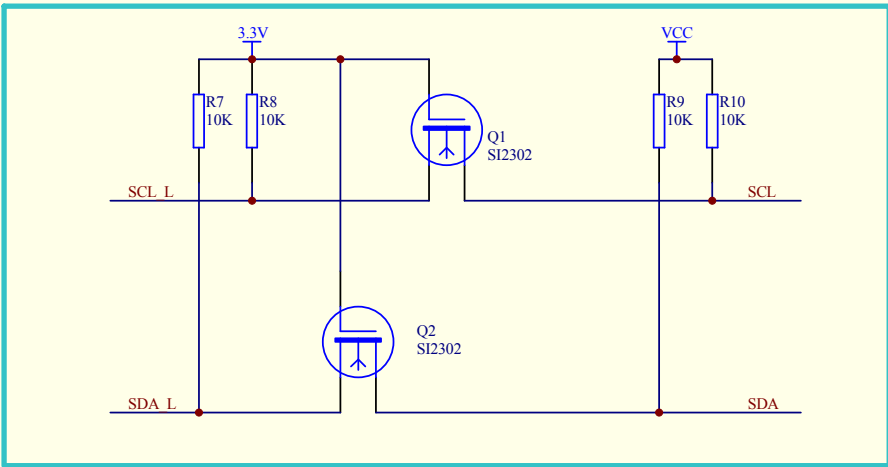 3.3V
VCC
R7
10K
R8
10K
R9
10K
R10
10K
Q1
SI2302
SCL_L
SCL
Q2
SI2302
SDA_L
SDA